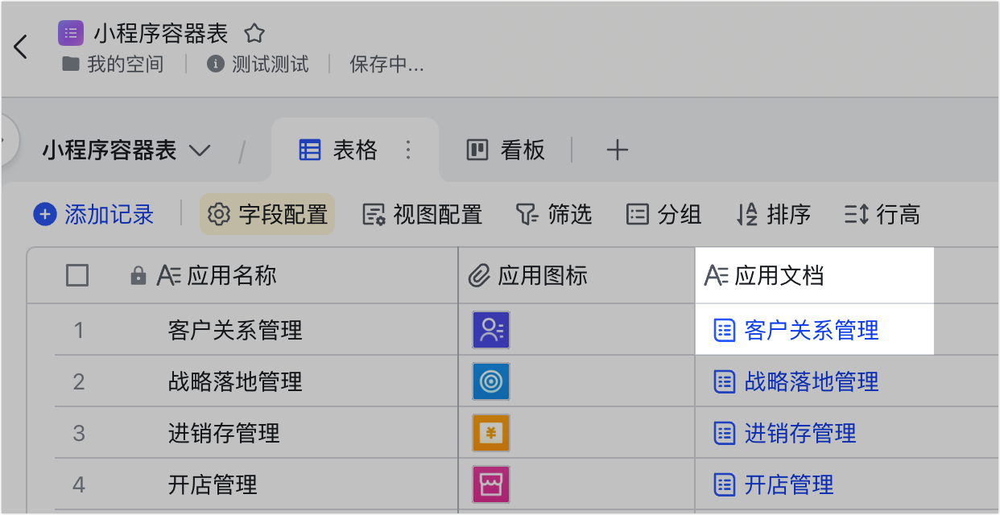 小程序容器表
我的空间 测试测试 保存中...
小程序容器表 / 表格 看板
添加记录 字段配置 视图配置 筛选 分组 排序 行高
应用名称 应用图标 应用文档
1 客户关系管理 客户关系管理
2 战略落地管理 战略落地管理
3 进销存管理 ¥ 进销存管理
4 开店管理 开店管理